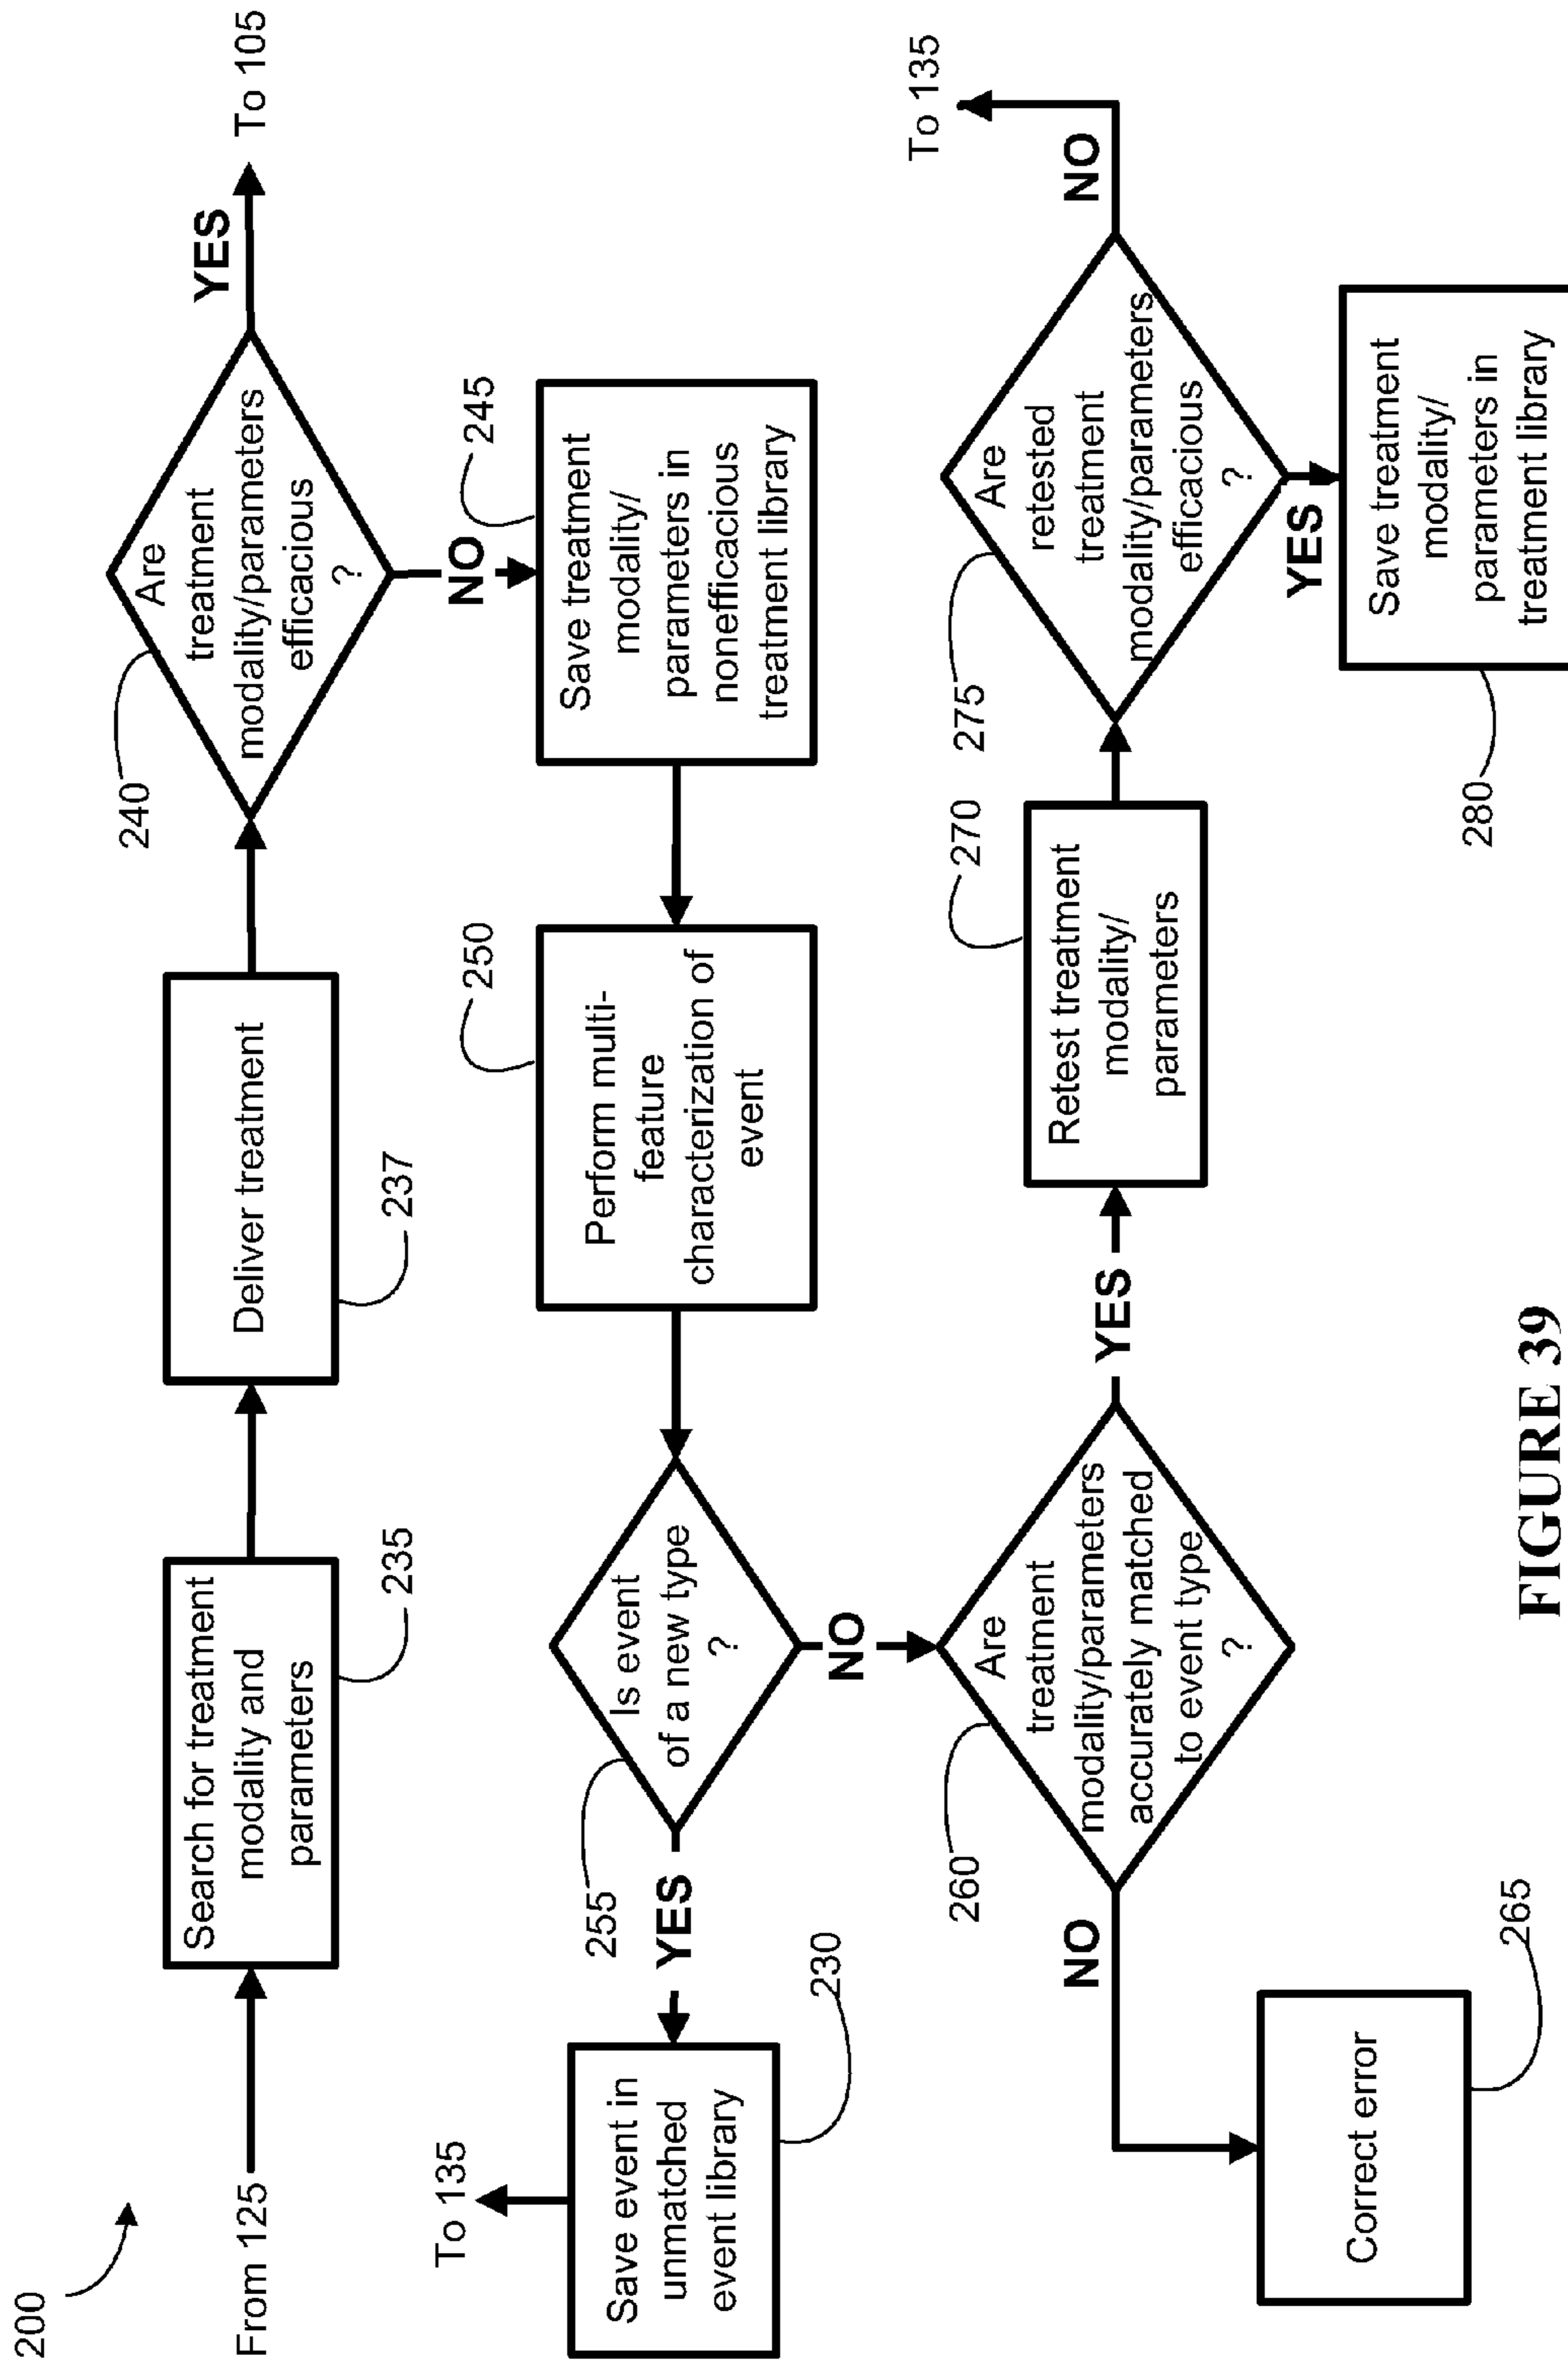 200
From 125
Search for treatment
modality and
parameters
235
Deliver treatment
237
240
Are
treatment
modality/parameters
efficacious
?
YES
To 105
NO
245
Save treatment
modality/
parameters in
nonefficacious
treatment library
250
Perform multi-
feature
characterization of
event
255
Is event
of a new type
?
YES
To 135
Save event in
unmatched
event library
230
NO
260
Are
treatment
modality/parameters
accurately matched
to event type
?
NO
Correct error
265
YES
270
Retest treatment
modality/
parameters
275
Are
retested
treatment
modality/parameters
efficacious
?
NO
To 135
YES
Save treatment
modality/
parameters in
treatment library
280
FIGURE 39